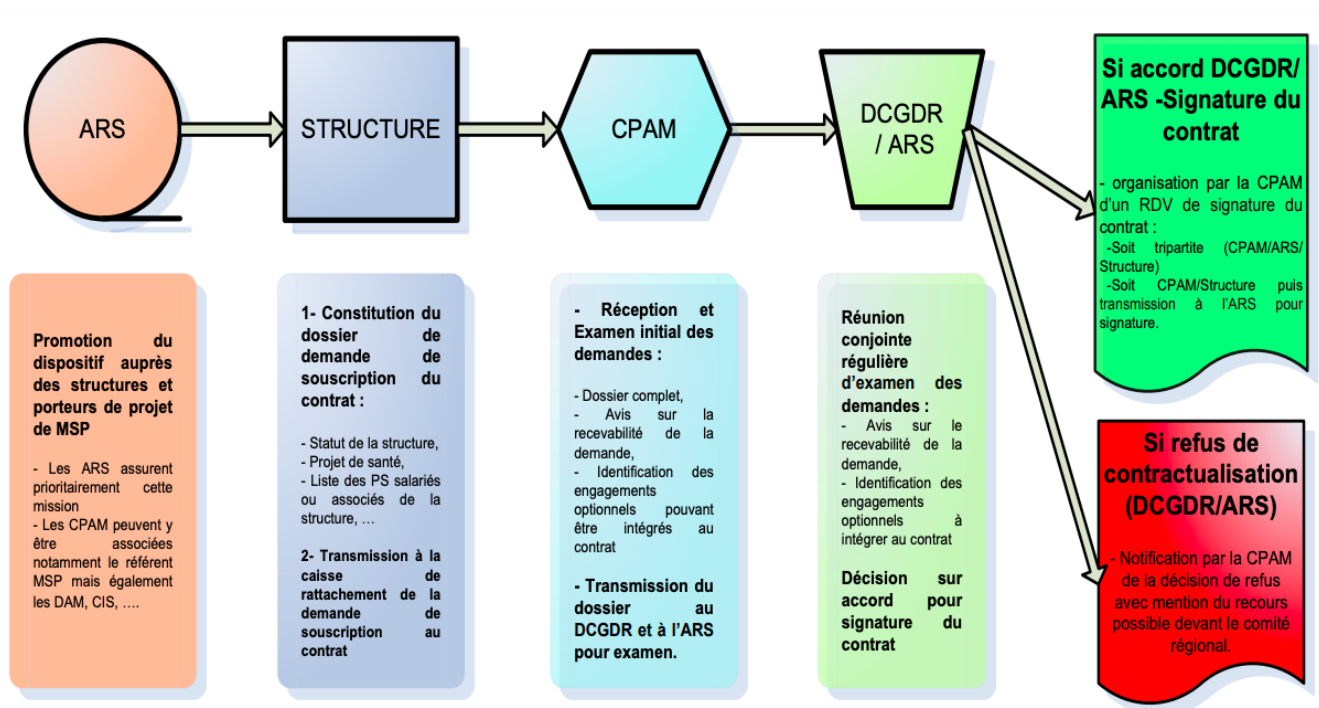 ARS
STRUCTURE
CPAM
DCGDR
/ ARS
Promotion du
dispositif auprès
des structures et
porteurs de projet
de MSP
- Les ARS assurent
prioritairement cette
mission
- Les CPAM peuvent y
être associées
notamment le référent
MSP mais également
les DAM, CIS, ….
1- Constitution du
dossier de
demande de
souscription du
contrat :
- Statut de la structure,
- Projet de santé,
- Liste des PS salariés
ou associés de la
structure, …
2- Transmission à la
caisse de
rattachement de la
demande de
souscription au
contrat
- Réception et
Examen initial des
demandes :
- Dossier complet,
- Avis sur la
recevabilité de la
demande,
- Identification des
engagements
optionnels pouvant
être intégrés au
contrat
- Transmission du
dossier au
DCGDR et à l’ARS
pour examen.
Réunion
conjointe
régulière
d’examen des
demandes :
- Avis sur le
recevabilité de la
demande,
- Identification des
engagements
optionnels à
intégrer au contrat
Décision sur
accord pour
signature du
contrat
Si accord DCGDR/
ARS -Signature du
contrat
- organisation par la CPAM
d’un RDV de signature du
contrat :
-Soit tripartite (CPAM/ARS/
Structure)
-Soit CPAM/Structure puis
transmission à l’ARS pour
signature.
Si refus de
contractualisation
(DCGDR/ARS)
- Notification par la CPAM
de la décision de refus
avec mention du recours
possible devant le comité
régional.